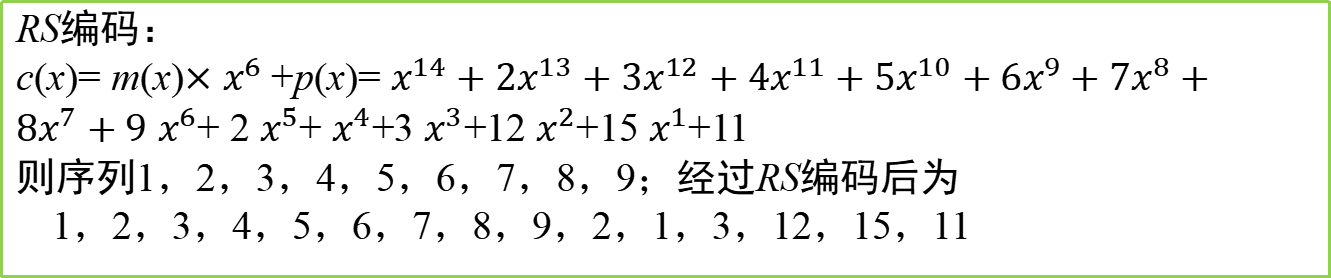 RS编码：
c(x)= m(x)× x⁶ +p(x)= x¹⁴ + 2x¹³ + 3x¹² + 4x¹¹ + 5x¹⁰ + 6x⁹ + 7x⁸ +
8x⁷ + 9 x⁶+ 2 x⁵+ x⁴+3 x³+12 x²+15 x¹+11
则序列1，2，3，4，5，6，7，8，9；经过RS编码后为
1，2，3，4，5，6，7，8，9，2，1，3，12，15，11